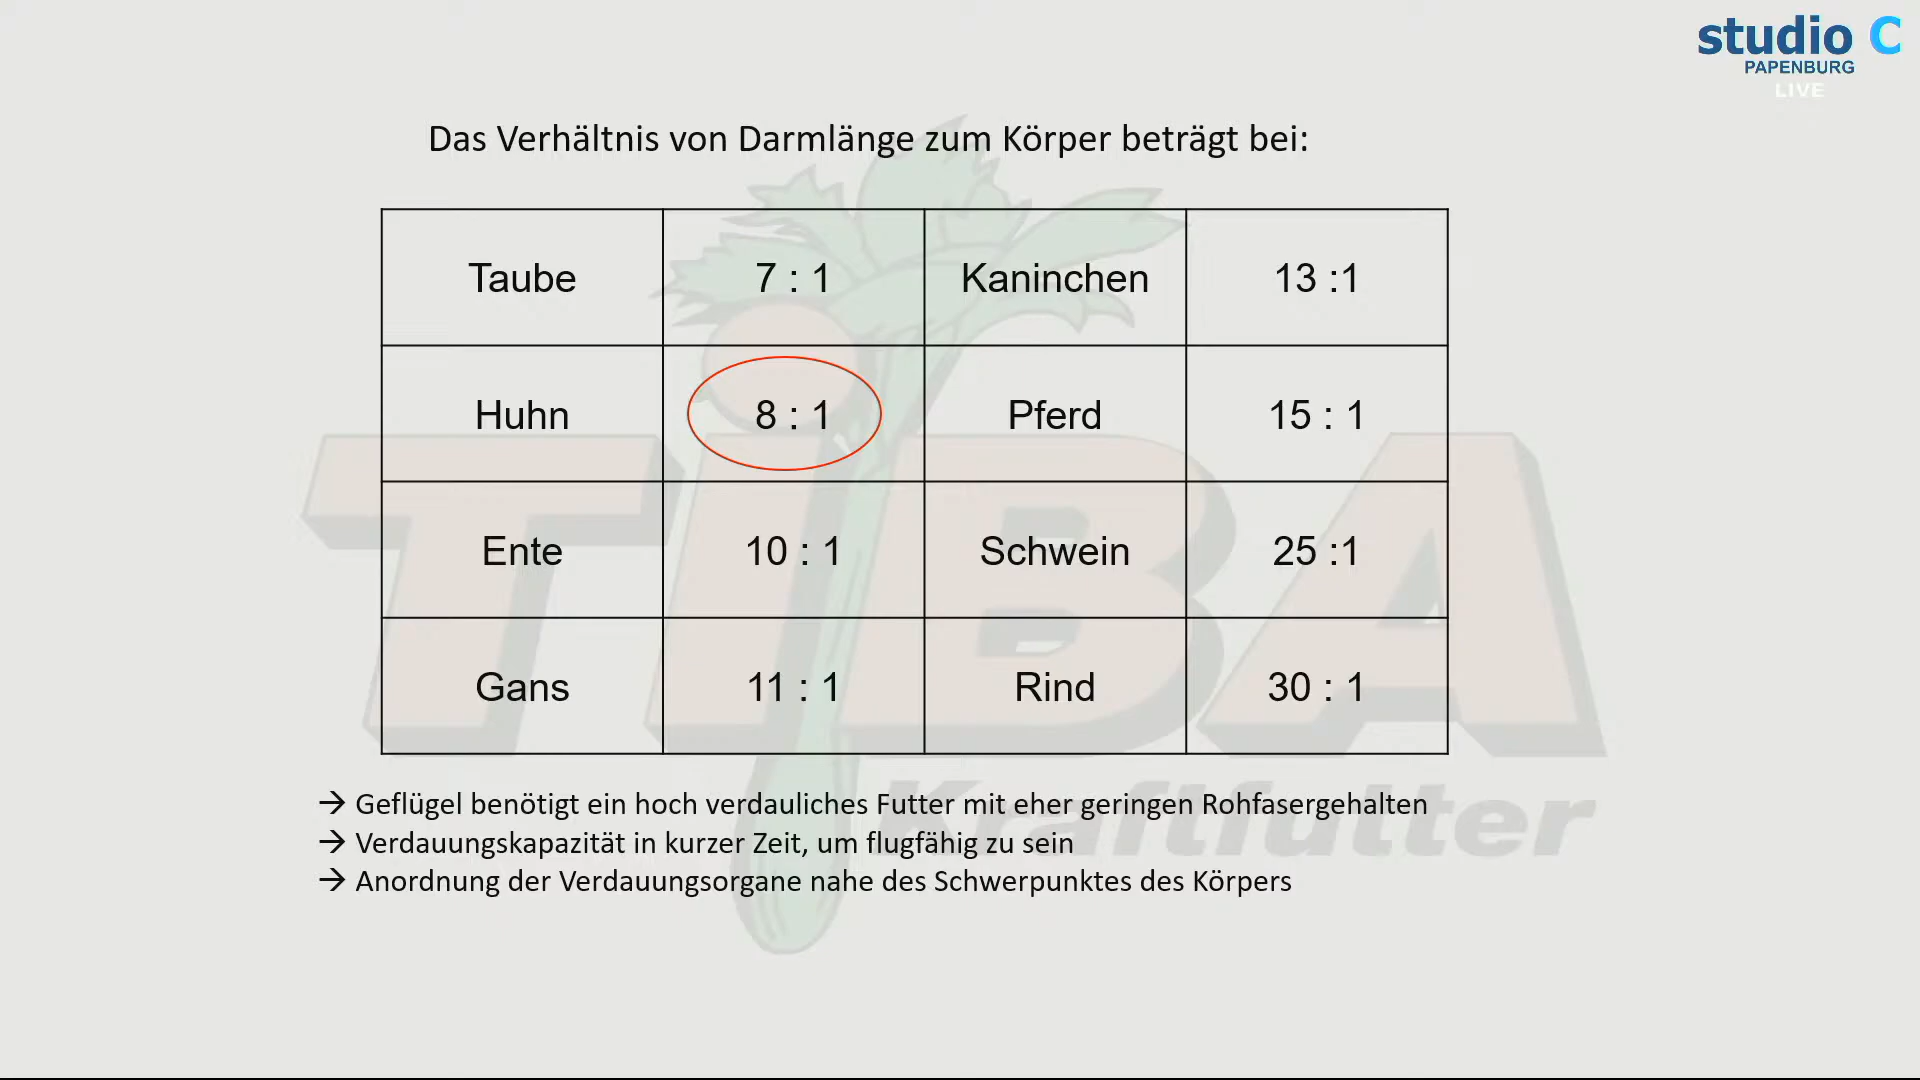 studio C
PAPENBURG
LIVE
Das Verhältnis von Darmlänge zum Körper beträgt bei:
Taube 7 : 1 Kaninchen 13 :1
Huhn 8 : 1 Pferd 15 : 1
Ente 10 : 1 Schwein 25 :1
Gans 11 : 1 Rind 30 : 1
TiBA
Kraftfutter
→ Geflügel benötigt ein hoch verdauliches Futter mit eher geringen Rohfasergehalten
→ Verdauungskapazität in kurzer Zeit, um flugfähig zu sein
→ Anordnung der Verdauungsorgane nahe des Schwerpunktes des Körpers